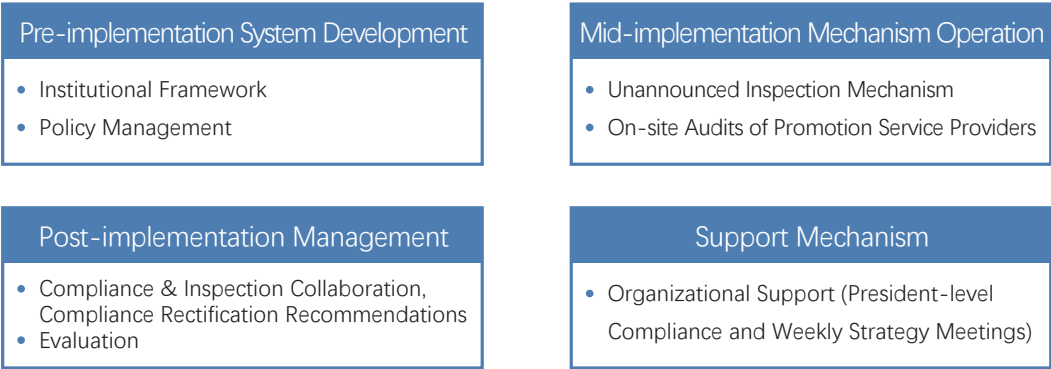 Pre-implementation System Development
• Institutional Framework
• Policy Management
Mid-implementation Mechanism Operation
• Unannounced Inspection Mechanism
• On-site Audits of Promotion Service Providers
Post-implementation Management
• Compliance & Inspection Collaboration,
Compliance Rectification Recommendations
• Evaluation
Support Mechanism
• Organizational Support (President-level
Compliance and Weekly Strategy Meetings)